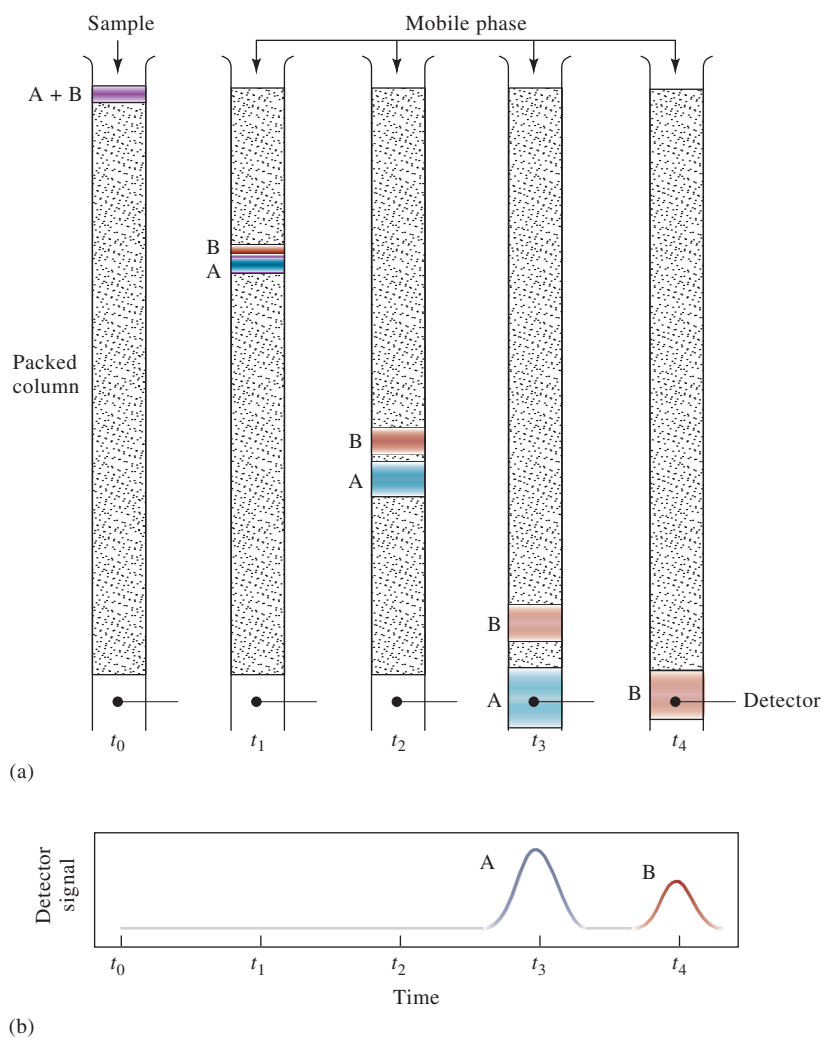 Sample
Mobile phase
A + B
B
A
Packed
column
B
A
B
A
B
Detector
t0 t1 t2 t3 t4
(a)
Detector
signal
A
B
t0 t1 t2 t3 t4
Time
(b)